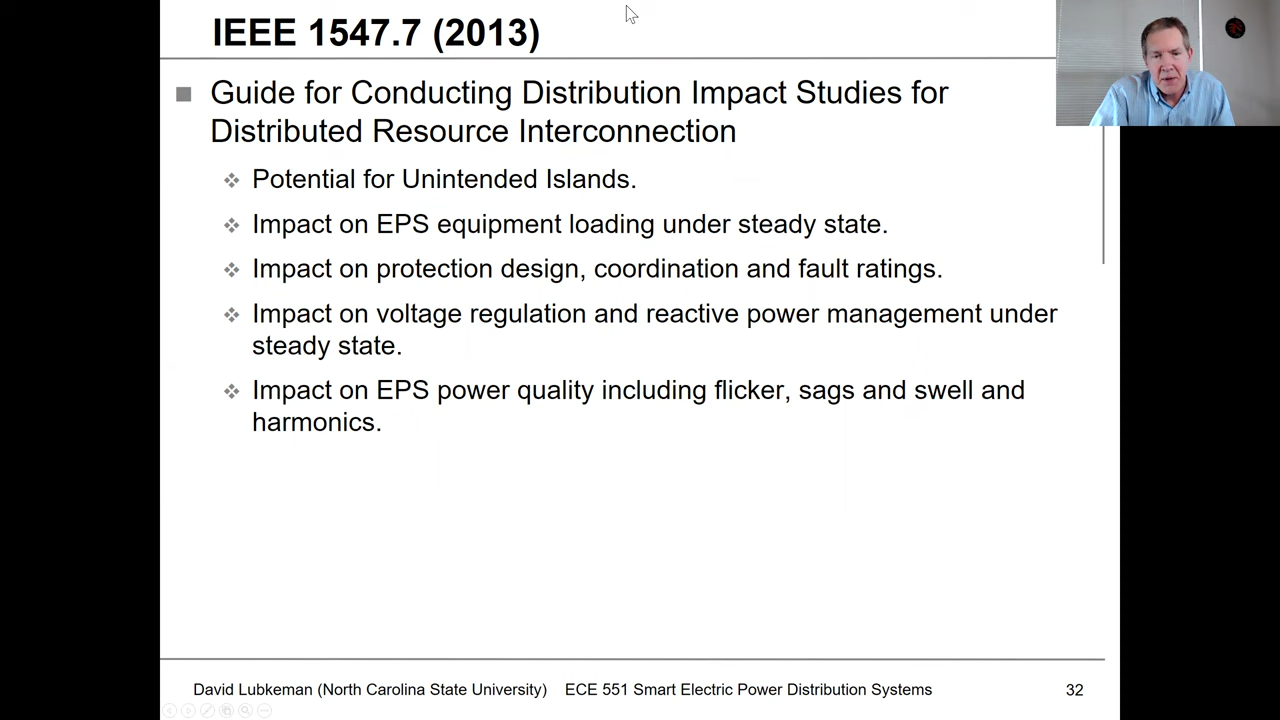 IEEE 1547.7 (2013)
Guide for Conducting Distribution Impact Studies for
Distributed Resource Interconnection
Potential for Unintended Islands.
Impact on EPS equipment loading under steady state.
Impact on protection design, coordination and fault ratings.
Impact on voltage regulation and reactive power management under
steady state.
Impact on EPS power quality including flicker, sags and swell and
harmonics.
David Lubkeman (North Carolina State University) ECE 551 Smart Electric Power Distribution Systems 32